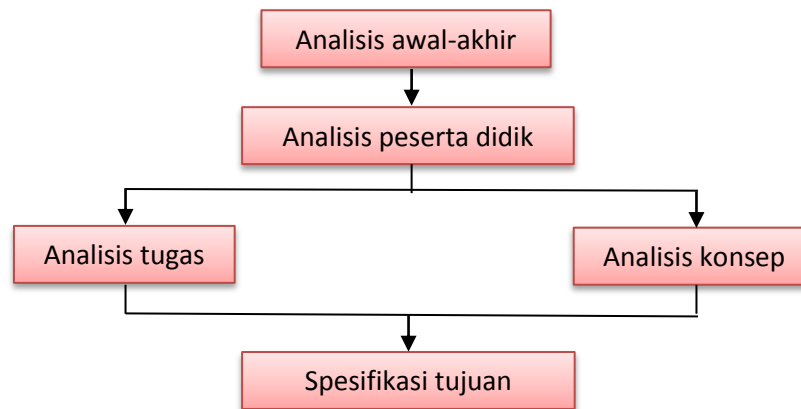 Analisis awal-akhir
Analisis peserta didik
Analisis tugas
Analisis konsep
Spesifikasi tujuan